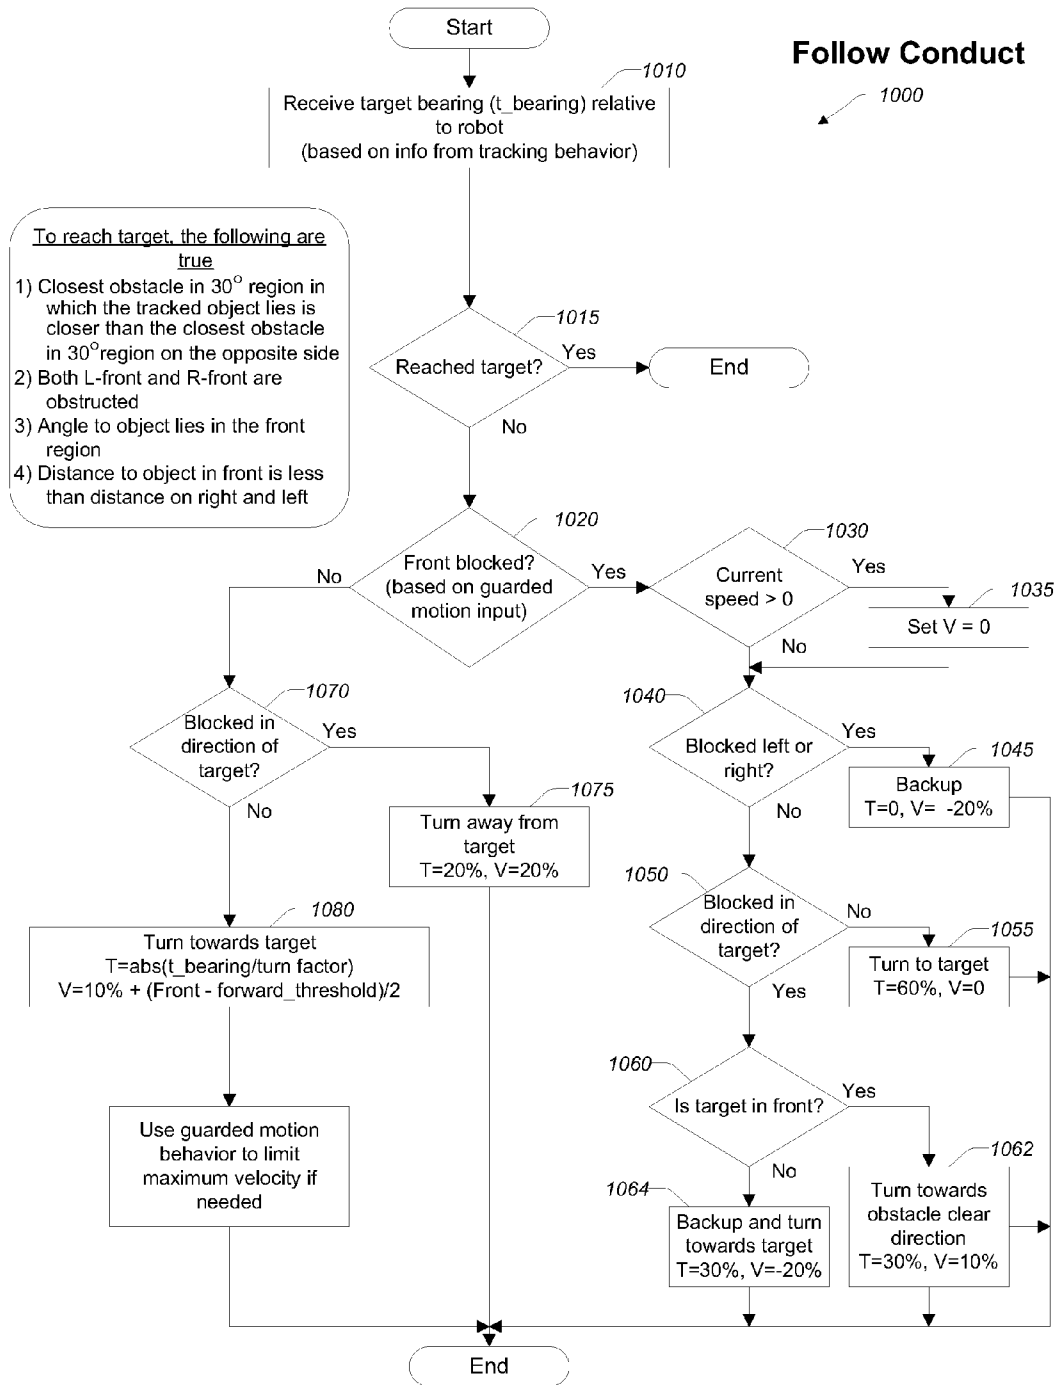 Start
Follow Conduct
1000
1010
Receive target bearing (t_bearing) relative
to robot
(based on info from tracking behavior)
To reach target, the following are
true
1) Closest obstacle in 30° region in
which the tracked object lies is
closer than the closest obstacle
in 30° region on the opposite side
2) Both L-front and R-front are
obstructed
3) Angle to object lies in the front
region
4) Distance to object in front is less
than distance on right and left
1015
Reached target?
Yes
End
No
1020
Front blocked?
(based on guarded
motion input)
No
Yes
1030
Current
speed > 0
Yes
1035
Set V = 0
No
1070
Blocked in
direction of
target?
Yes
No
1075
Turn away from
target
T=20%, V=20%
1040
Blocked left or
right?
Yes
1045
Backup
T=0, V= -20%
No
1050
Blocked in
direction of
target?
No
1055
Turn to target
T=60%, V=0
Yes
1080
Turn towards target
T=abs(t_bearing/turn factor)
V=10% + (Front - forward_threshold)/2
1060
Is target in front?
Yes
No
1062
Turn towards
obstacle clear
direction
T=30%, V=10%
1064
Backup and turn
towards target
T=30%, V=-20%
Use guarded motion
behavior to limit
maximum velocity if
needed
End